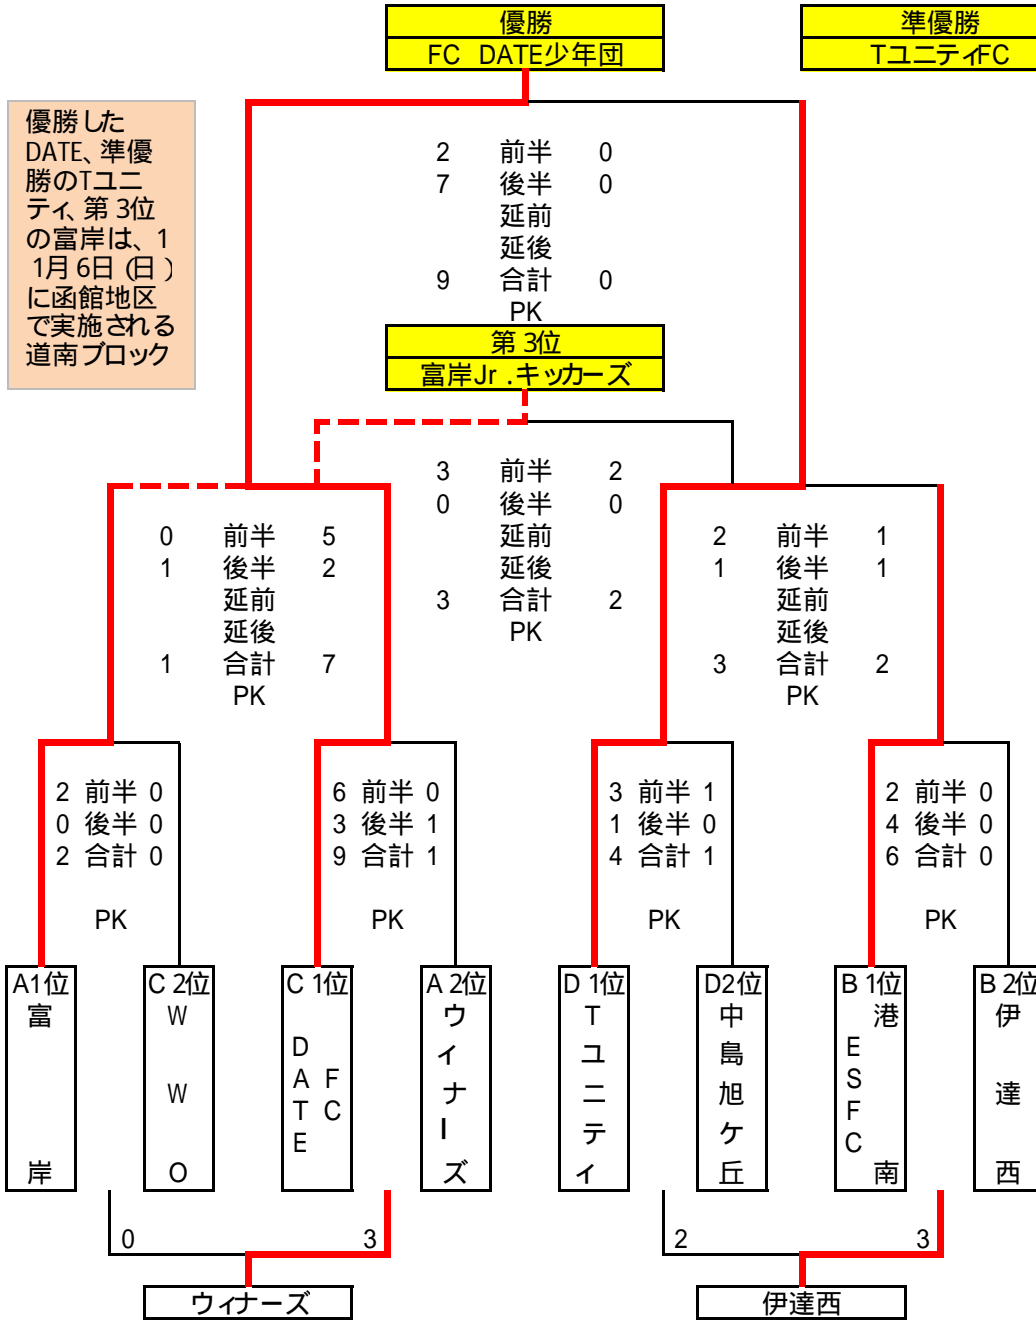 優勝
FC DATE少年団
準優勝
TユニティFC
優勝した
DATE、準優
勝のTユニ
ティ、第3位
の富岸は、1
1月6日(日)
に函館地区
で実施される
道南ブロック
2 前半 0
7 後半 0
延前
延後
9 合計 0
PK
第3位
富岸Jr.キッカーズ
3 前半 2
0 後半 0
延前
延後
3 合計 2
PK
0 前半 5
1 後半 2
延前
延後
1 合計 7
PK
2 前半 1
1 後半 1
延前
延後
3 合計 2
PK
2 前半 0
0 後半 0
2 合計 0
PK
6 前半 0
3 後半 1
9 合計 1
PK
3 前半 1
1 後半 0
4 合計 1
PK
2 前半 0
4 後半 0
6 合計 0
PK
A1位
富岸
C2位
WWO
C1位
FC
DATE
A2位
ウィナーズ
D1位
Tユニティ
D2位
中島旭ケ丘
B1位
港南
ESFC
B2位
伊達西
0 3
ウィナーズ
2 3
伊達西